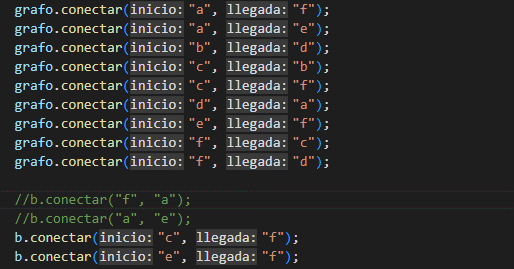 grafo.conectar(inicio: "a", llegada: "f");
grafo.conectar(inicio: "a", llegada: "e");
grafo.conectar(inicio: "b", llegada: "d");
grafo.conectar(inicio: "c", llegada: "b");
grafo.conectar(inicio: "c", llegada: "f");
grafo.conectar(inicio: "d", llegada: "a");
grafo.conectar(inicio: "e", llegada: "f");
grafo.conectar(inicio: "f", llegada: "c");
grafo.conectar(inicio: "f", llegada: "d");
//b.conectar("f", "a");
//b.conectar("a", "e");
b.conectar(inicio: "c", llegada: "f");
b.conectar(inicio: "e", llegada: "f");